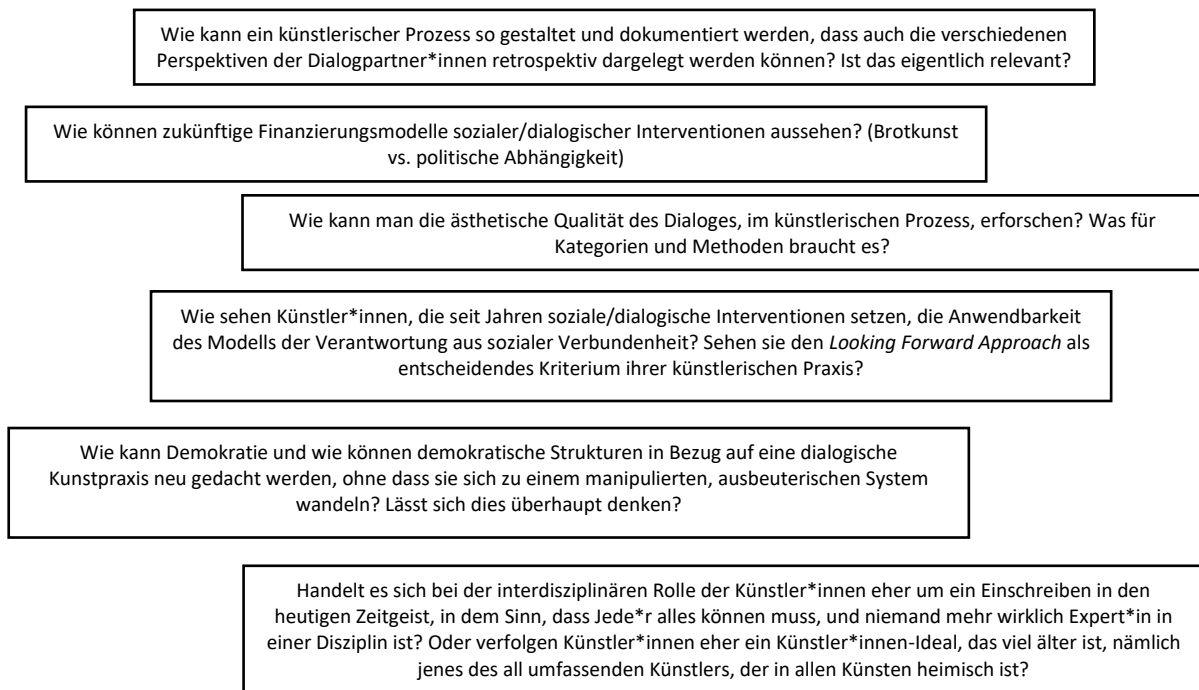 Wie kann ein künstlerischer Prozess so gestaltet und dokumentiert werden, dass auch die verschiedenen
Perspektiven der Dialogpartner*innen retrospektiv dargelegt werden können? Ist das eigentlich relevant?
Wie können zukünftige Finanzierungsmodelle sozialer/dialogischer Interventionen aussehen? (Brotkunst
vs. politische Abhängigkeit)
Wie kann man die ästhetische Qualität des Dialoges, im künstlerischen Prozess, erforschen? Was für
Kategorien und Methoden braucht es?
Wie sehen Künstler*innen, die seit Jahren soziale/dialogische Interventionen setzen, die Anwendbarkeit
des Modells der Verantwortung aus sozialer Verbundenheit? Sehen sie den Looking Forward Approach als
entscheidendes Kriterium ihrer künstlerischen Praxis?
Wie kann Demokratie und wie können demokratische Strukturen in Bezug auf eine dialogische
Kunstpraxis neu gedacht werden, ohne dass sie sich zu einem manipulierten, ausbeuterischen System
wandeln? Lässt sich dies überhaupt denken?
Handelt es sich bei der interdisziplinären Rolle der Künstler*innen eher um ein Einschreiben in den
heutigen Zeitgeist, in dem Sinn, dass Jede*r alles können muss, und niemand mehr wirklich Expert*in in
einer Disziplin ist? Oder verfolgen Künstler*innen eher ein Künstler*innen-Ideal, das viel älter ist, nämlich
jenes des all umfassenden Künstlers, der in allen Künsten heimisch ist?